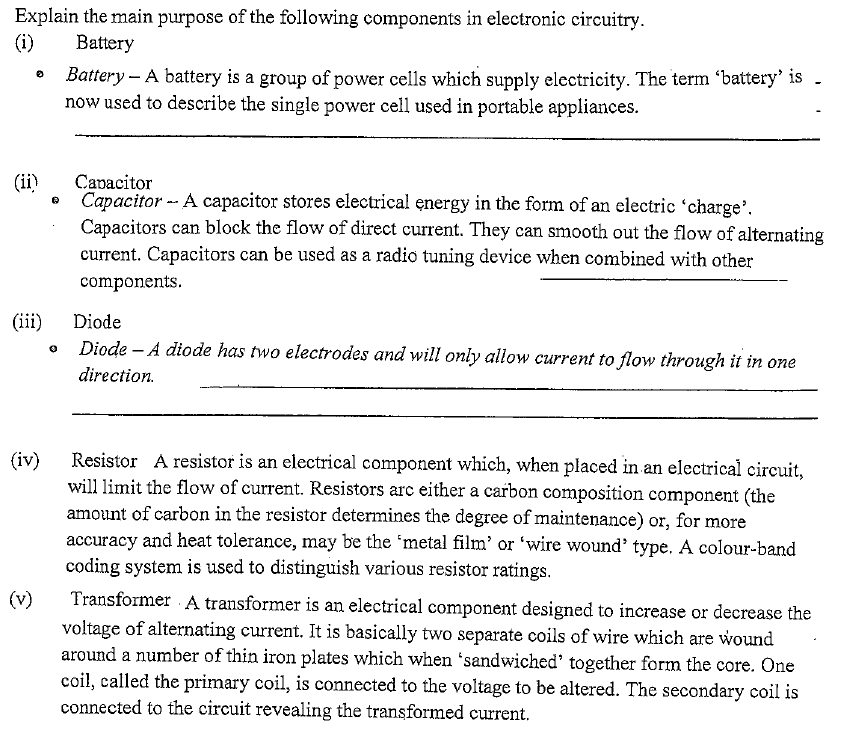 Explain the main purpose of the following components in electronic circuitry.
(i) Battery
• Battery – A battery is a group of power cells which supply electricity. The term ‘battery’ is
now used to describe the single power cell used in portable appliances.
(ii) Capacitor
• Capacitor – A capacitor stores electrical energy in the form of an electric ‘charge’.
Capacitors can block the flow of direct current. They can smooth out the flow of alternating
current. Capacitors can be used as a radio tuning device when combined with other
components.
(iii) Diode
• Diode – A diode has two electrodes and will only allow current to flow through it in one
direction.
(iv) Resistor A resistor is an electrical component which, when placed in an electrical circuit,
will limit the flow of current. Resistors are either a carbon composition component (the
amount of carbon in the resistor determines the degree of maintenance) or, for more
accuracy and heat tolerance, may be the ‘metal film’ or ‘wire wound’ type. A colour-band
coding system is used to distinguish various resistor ratings.
(v) Transformer A transformer is an electrical component designed to increase or decrease the
voltage of alternating current. It is basically two separate coils of wire which are wound
around a number of thin iron plates which when ‘sandwiched’ together form the core. One
coil, called the primary coil, is connected to the voltage to be altered. The secondary coil is
connected to the circuit revealing the transformed current.